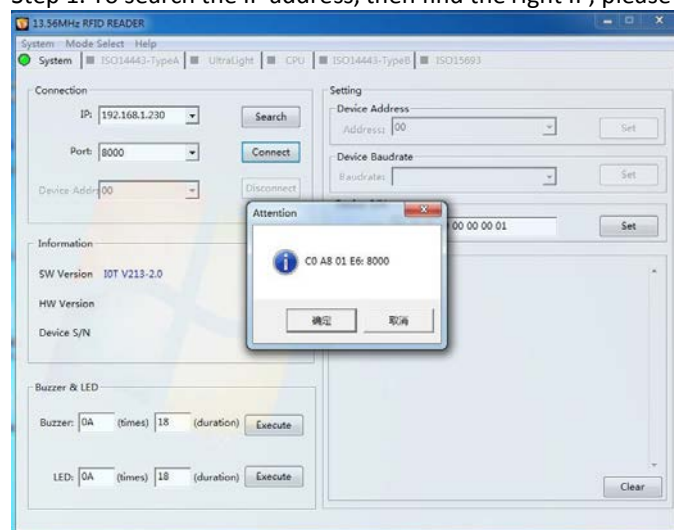 Step 1. To search the IP address, then find the right IP, please
13.56MHz RFID READER
System Mode Select Help
System ISO14443-TypeA UltraLight CPU ISO14443-TypeB ISO15693
Connection
IP: 192.168.1.230 Search
Port: 8000 Connect
Device Addr: 00 Disconnect
Setting
Device Address
Address: 00 Set
Device Baudrate
Baudrate: Set
00 00 00 01 Set
Attention
C0 A8 01 E6: 8000
确定 取消
Information
SW Version IOT V213-2.0
HW Version
Device S/N
Buzzer & LED
Buzzer: 0A (times) 18 (duration) Execute
LED: 0A (times) 18 (duration) Execute
Clear